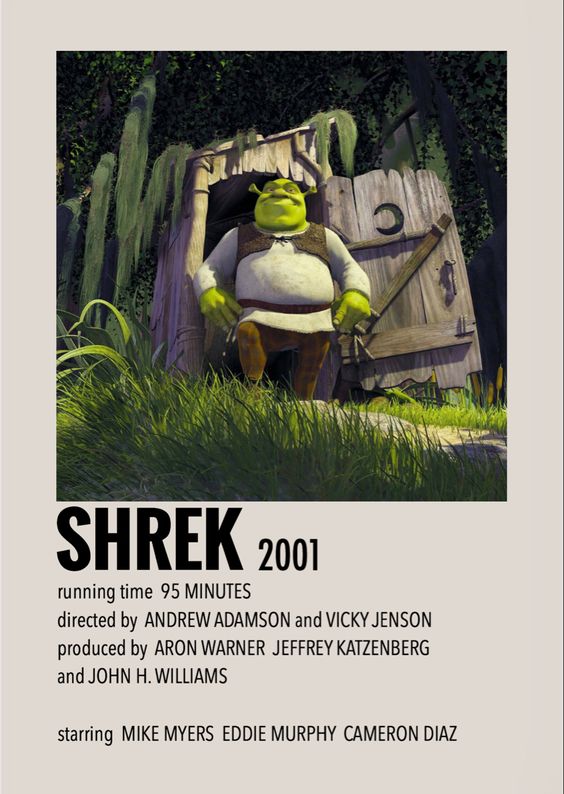 SHREK 2001
running time 95 MINUTES
directed by ANDREW ADAMSON and VICKY JENSON
produced by ARON WARNER JEFFREY KATZENBERG
and JOHN H. WILLIAMS
starring MIKE MYERS EDDIE MURPHY CAMERON DIAZ